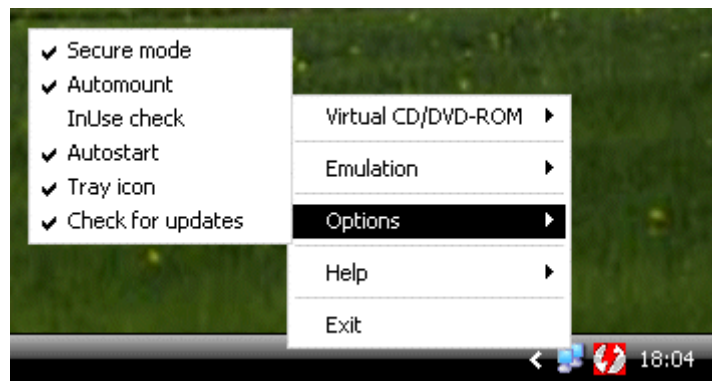 Secure mode
Automount
InUse check
Autostart
Tray icon
Check for updates
Virtual CD/DVD-ROM
Emulation
Options
Help
Exit
18:04